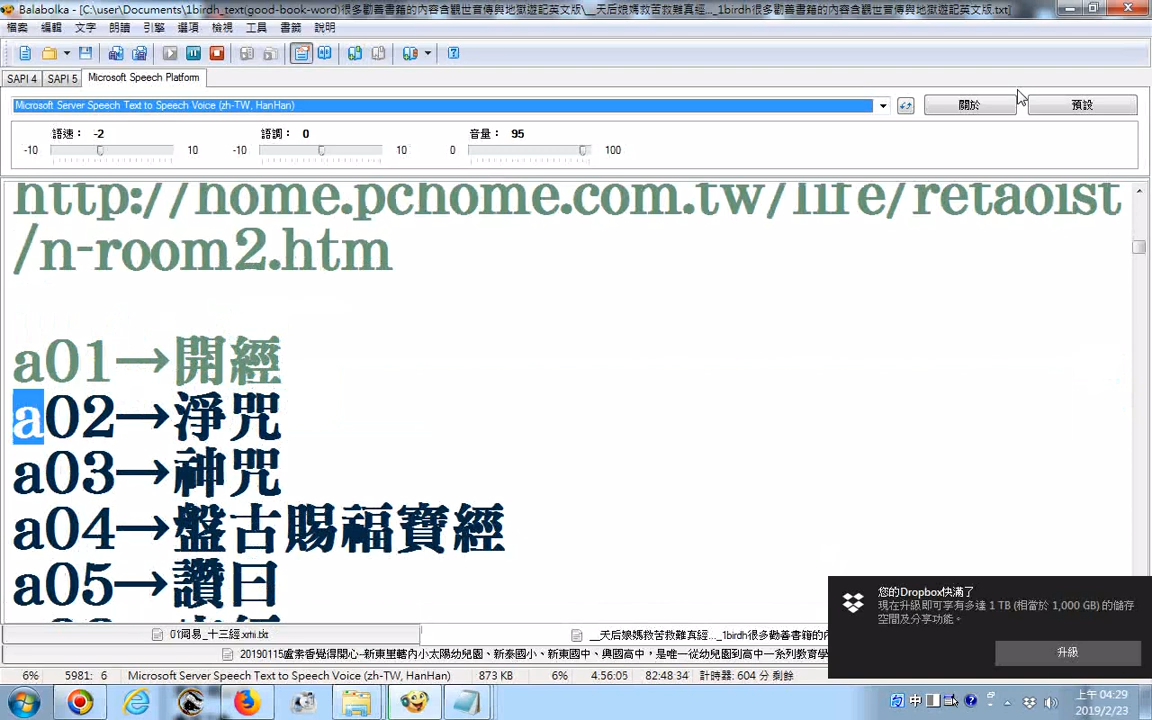 Balabolka - [C:\user\Documents\1birdh_text(good-book-word)很多勸善書籍的內容含觀世音傳與地獄遊記英文版\__天后娘媽救苦救難真經..._1birdh很多勸善書籍的內容含觀世音傳與地獄遊記英文版.txt]
檔案 編輯 文字 朗讀 引擎 選項 檢視 工具 書籤 說明
SAPI 4 SAPI 5 Microsoft Speech Platform
Microsoft Server Speech Text to Speech Voice (zh-TW, HanHan) 關於 預設
語速： -2 語調： 0 音量： 95
-10 10 -10 10 0 100
http://home.pchome.com.tw/life/retaoist
/n-room2.htm
a01→開經
a02→淨咒
a03→神咒
a04→盤古賜福寶經
a05→讚曰
您的Dropbox快滿了
現在升級即可享有多達 1 TB (相當於 1,000 GB) 的儲存
空間及分享功能。
升級
周易_十三經.xmi.txt __天后娘媽救苦救難真經..._1birdh很多勸善書籍的內
20190115盧素香覺得開心~新東里轄內小太陽幼兒園、新泰國小、新東國中、興國高中，是唯一從幼兒園到高中一系列教育學
6% 5981: 6 Microsoft Server Speech Text to Speech Voice (zh-TW, HanHan) 873 KB 6% 4:56:05 82:48 34 計時器: 604 分 剩餘
中 上午 04:29
2019/2/23